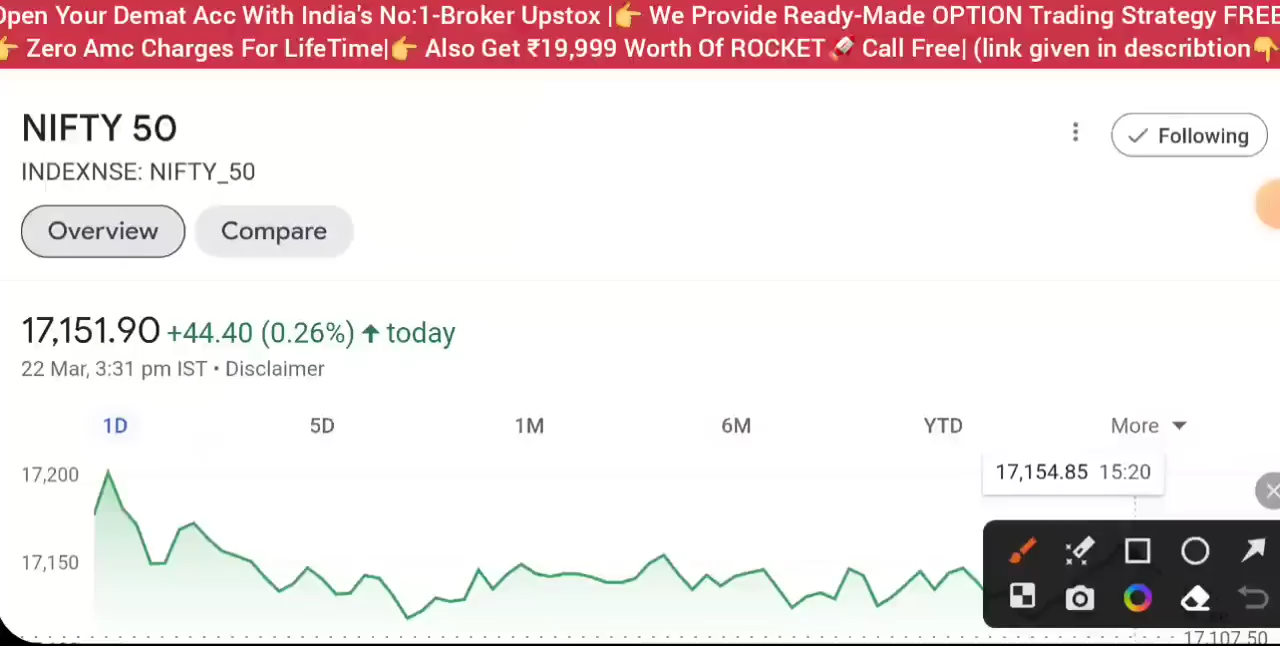 Open Your Demat Acc With India's No:1-Broker Upstox |👉 We Provide Ready-Made OPTION Trading Strategy FREE
👉 Zero Amc Charges For LifeTime|👉 Also Get ₹19,999 Worth Of ROCKET🚀 Call Free| (link given in describtion👇
NIFTY 50
Following
INDEXNSE: NIFTY_50
Overview Compare
17,151.90 +44.40 (0.26%) ↑ today
22 Mar, 3:31 pm IST • Disclaimer
1D 5D 1M 6M YTD More
17,200
17,154.85 15:20
17,150
17,107.50